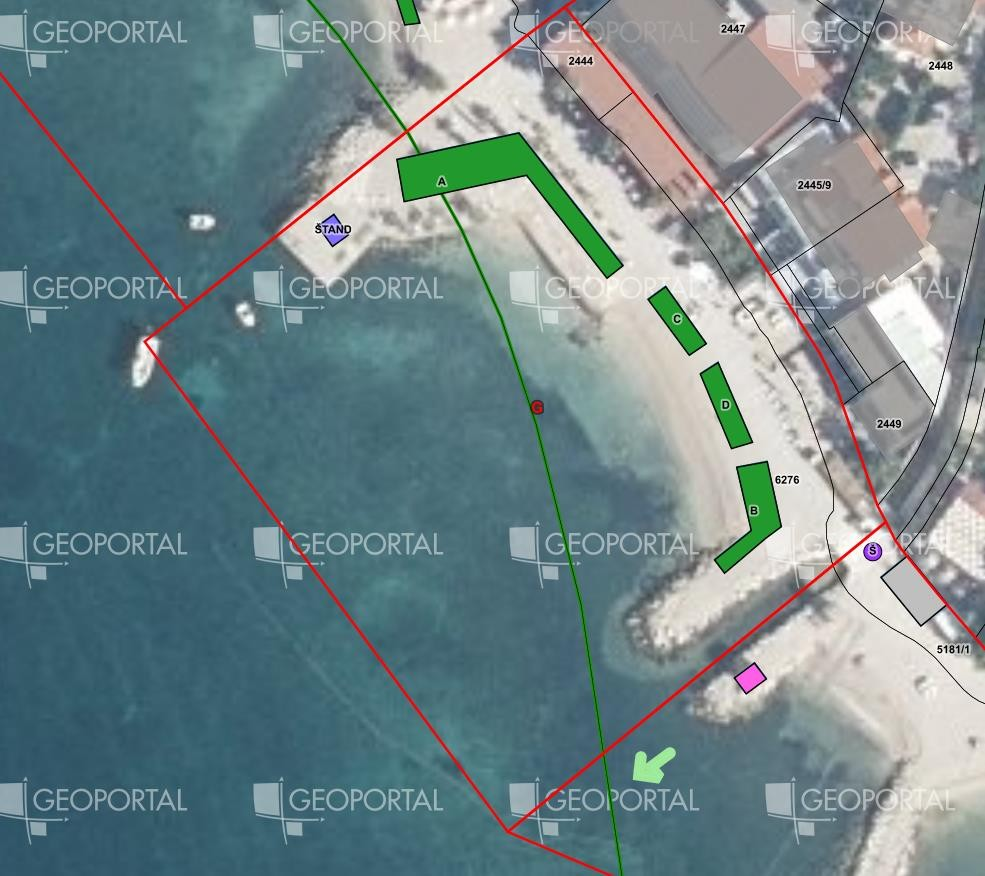 GEOPORTAL GEOPORTAL GEOPORTAL GEOPORTAL
2447
2444
2448
A
2445/9
ŠTAND
GEOPORTAL GEOPORTAL GEOPORTAL GEOPORTAL
C
D
G
2449
6276
B
GEOPORTAL GEOPORTAL GEOPORTAL GEOPORTAL
Š
5181/1
GEOPORTAL GEOPORTAL GEOPORTAL GEOPORTAL